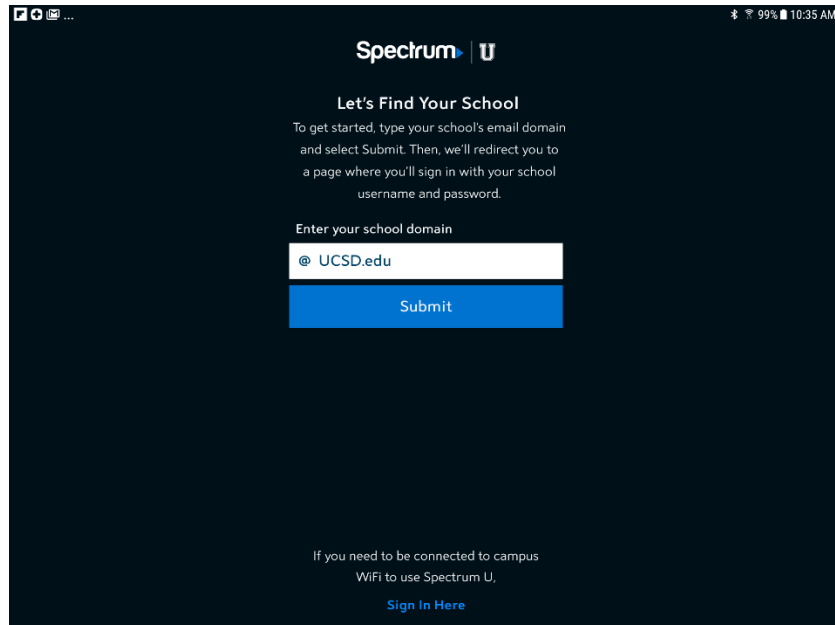 ... 99% 10:35 AM
Spectrum U
Let's Find Your School
To get started, type your school's email domain
and select Submit. Then, we'll redirect you to
a page where you'll sign in with your school
username and password.
Enter your school domain
@ UCSD.edu
Submit
If you need to be connected to campus
WiFi to use Spectrum U,
Sign In Here